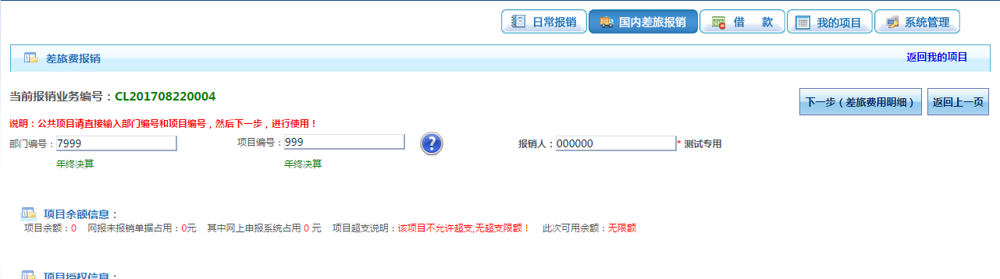 日常报销 国内差旅报销 借 款 我的项目 系统管理
差旅费报销 返回我的项目
当前报销业务编号：CL201708220004 下一步（差旅费用明细） 返回上一页
说明：公共项目请直接输入部门编号和项目编号，然后下一步，进行使用！
部门编号：7999 项目编号：999 ? 报销人：000000 * 测试专用
年终决算 年终决算
项目余额信息：
项目余额：0 网报未报销单据占用：0元 其中网上申报系统占用 0 元 项目超支说明：该项目不允许超支,无超支限额！ 此次可用余额：无限额
项目授权信息：